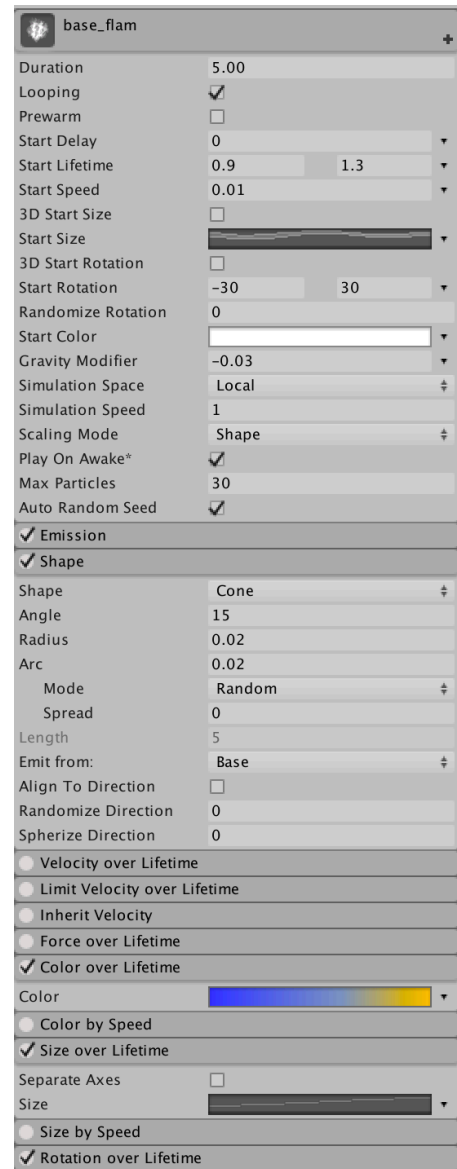 base_flam
Duration 5.00
Looping
Prewarm
Start Delay 0
Start Lifetime 0.9 1.3
Start Speed 0.01
3D Start Size
Start Size
3D Start Rotation
Start Rotation -30 30
Randomize Rotation 0
Start Color
Gravity Modifier -0.03
Simulation Space Local
Simulation Speed 1
Scaling Mode Shape
Play On Awake*
Max Particles 30
Auto Random Seed
Emission
Shape
Shape Cone
Angle 15
Radius 0.02
Arc 0.02
Mode Random
Spread 0
Length 5
Emit from: Base
Align To Direction
Randomize Direction 0
Spherize Direction 0
Velocity over Lifetime
Limit Velocity over Lifetime
Inherit Velocity
Force over Lifetime
Color over Lifetime
Color
Color by Speed
Size over Lifetime
Separate Axes
Size
Size by Speed
Rotation over Lifetime